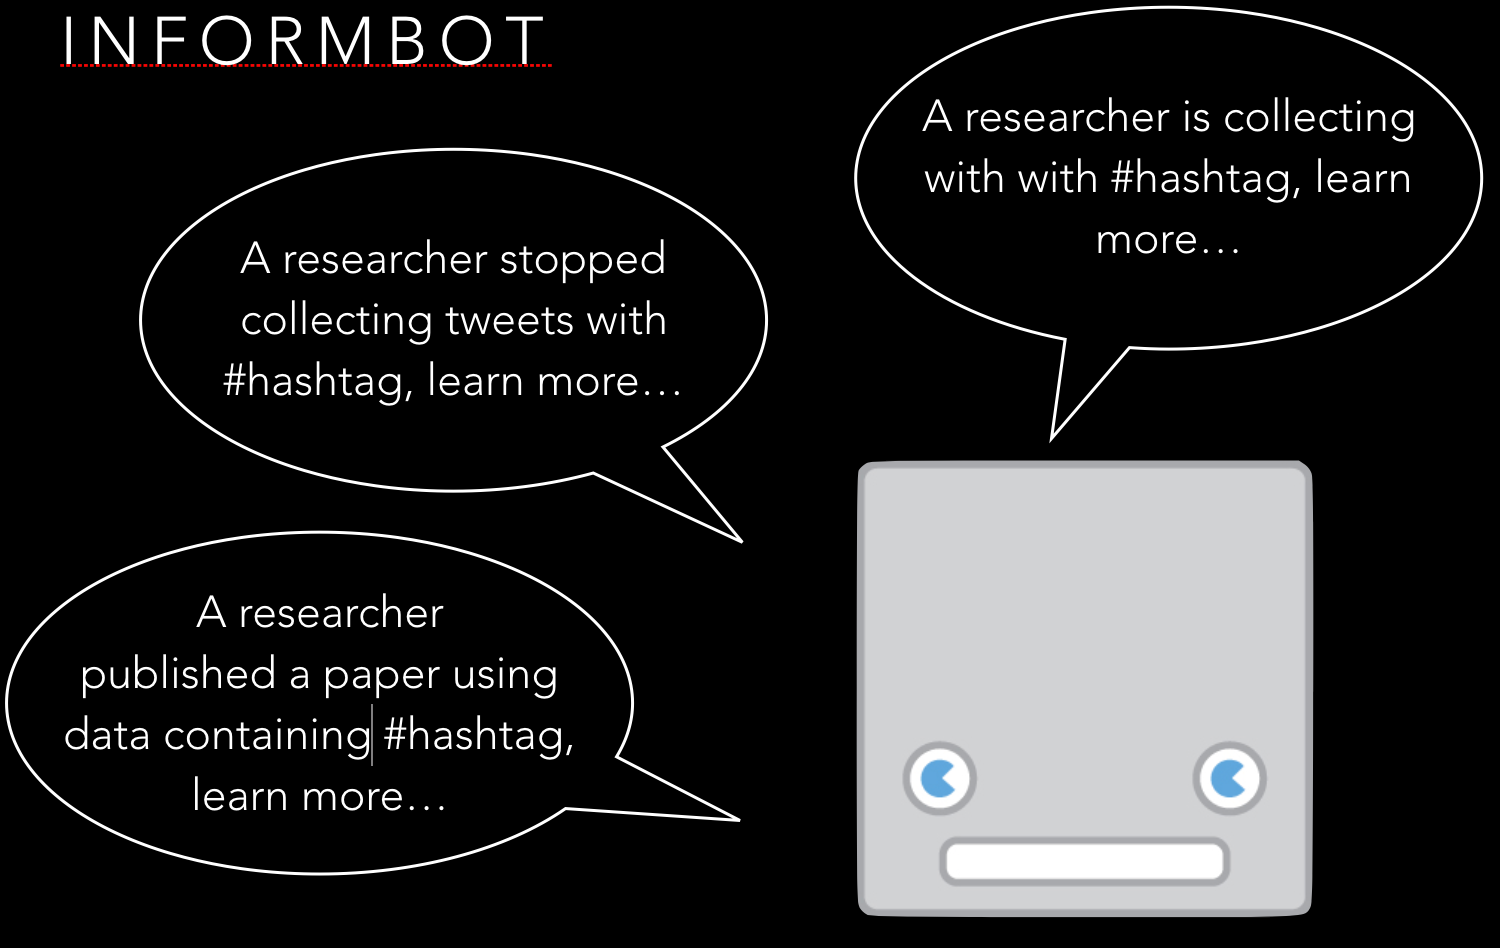 INFORMBOT
A researcher is collecting
with with #hashtag, learn
more…
A researcher stopped
collecting tweets with
#hashtag, learn more…
A researcher
published a paper using
data containing #hashtag,
learn more…